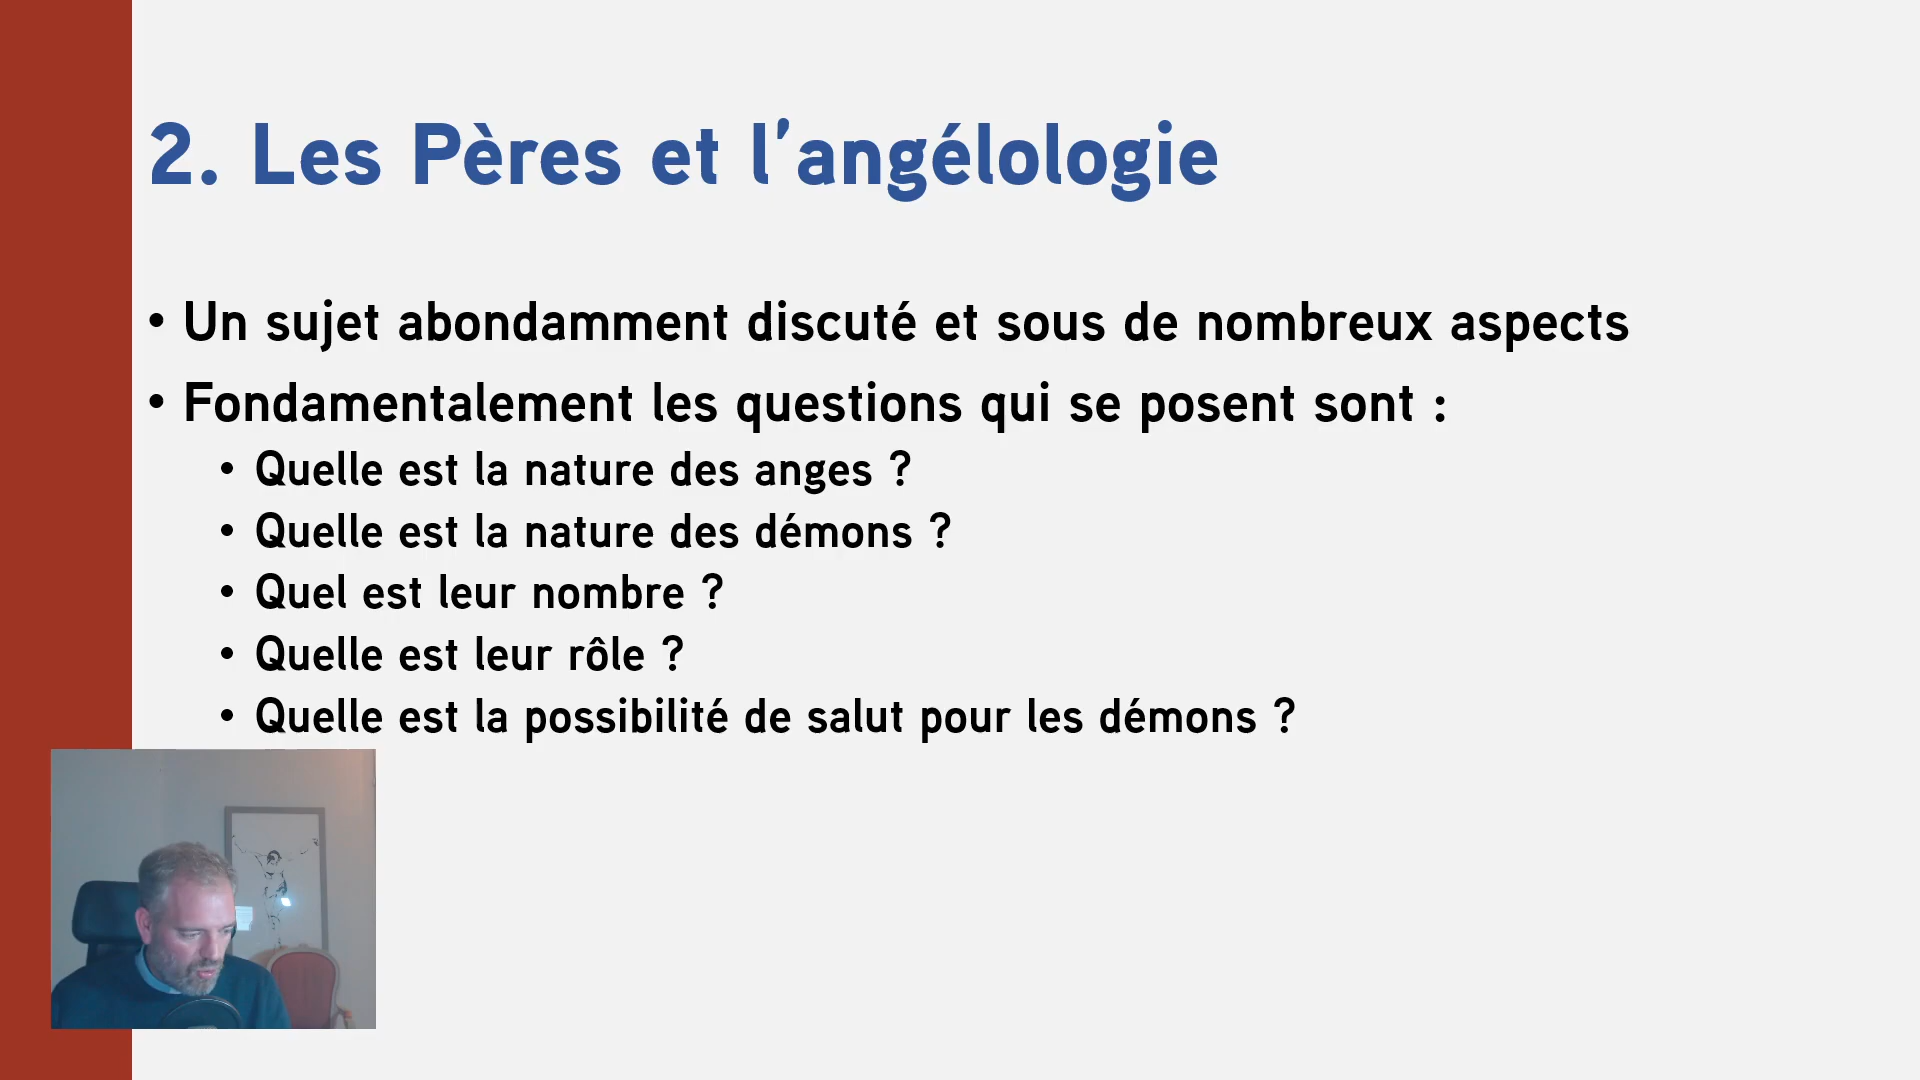 2. Les Pères et l'angélologie
• Un sujet abondamment discuté et sous de nombreux aspects
• Fondamentalement les questions qui se posent sont :
• Quelle est la nature des anges ?
• Quelle est la nature des démons ?
• Quel est leur nombre ?
• Quelle est leur rôle ?
• Quelle est la possibilité de salut pour les démons ?